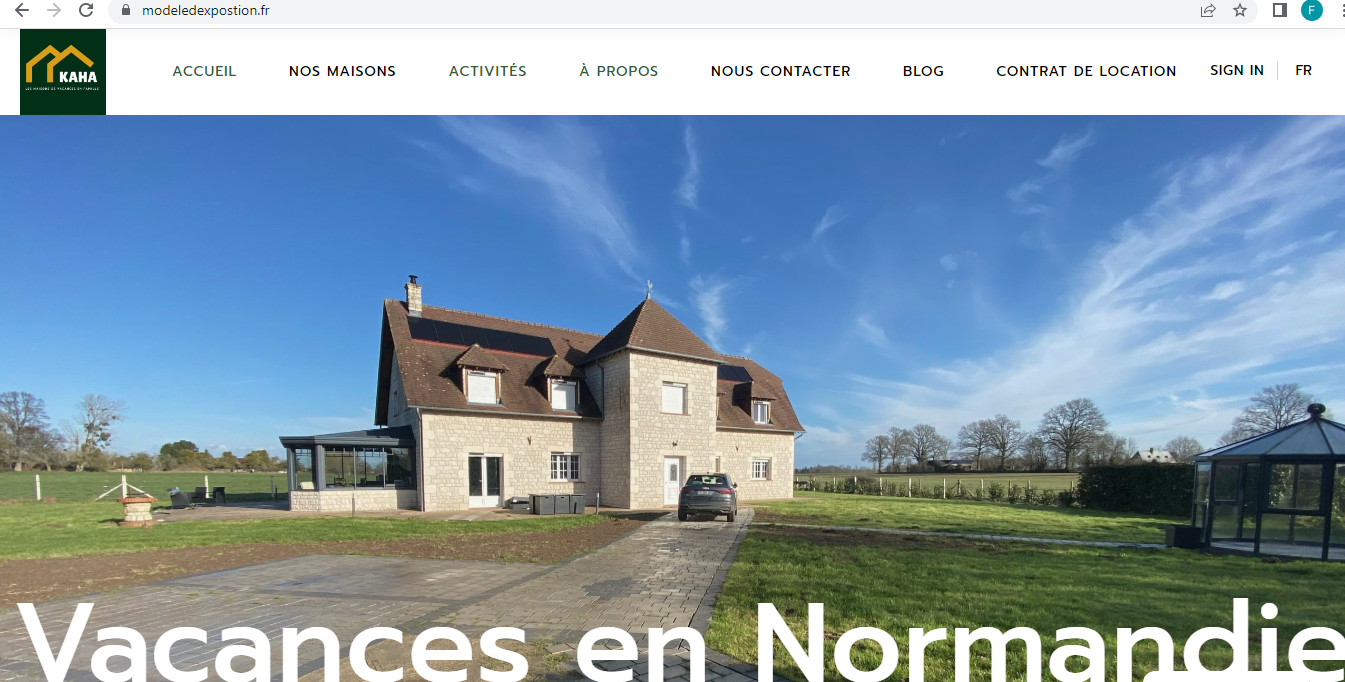 modeledexpostion.fr
F
KAHA
LES MAISONS DE VACANCES EN FAMILLE
ACCUEIL
NOS MAISONS
ACTIVITÉS
À PROPOS
NOUS CONTACTER
BLOG
CONTRAT DE LOCATION
SIGN IN
FR
Vacances en Normandie